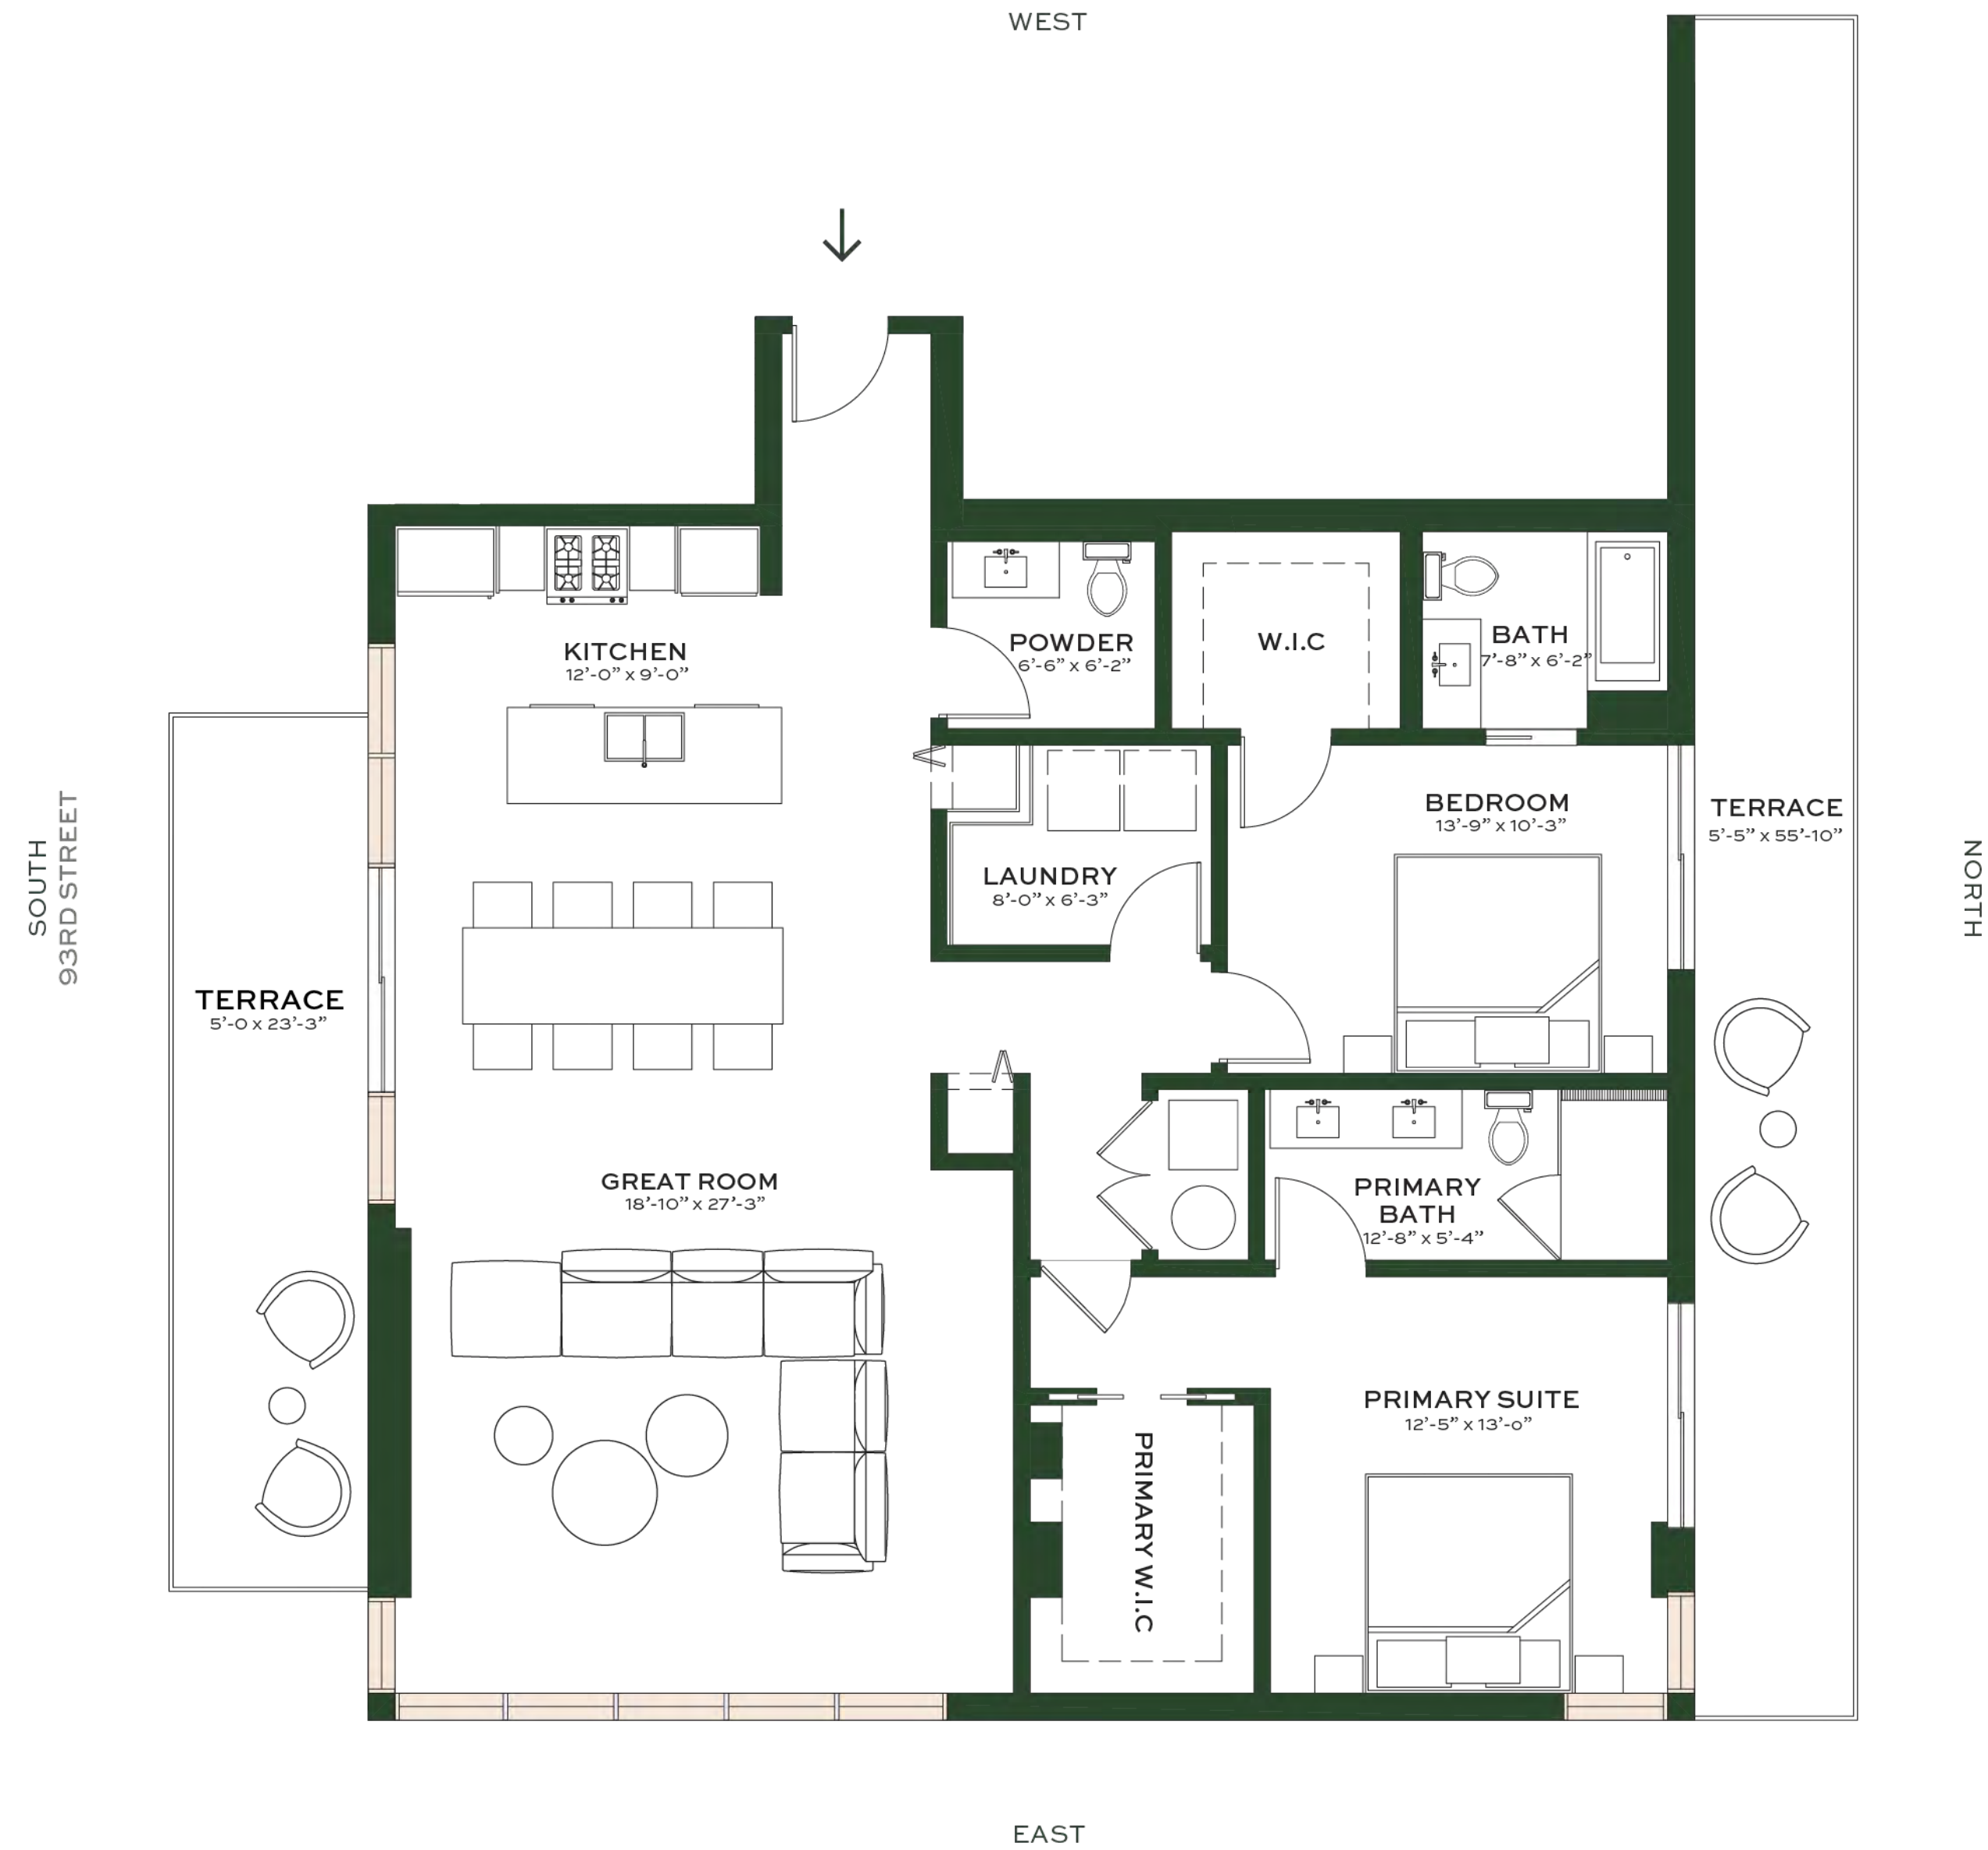 WEST
KITCHEN
12’-0” x 9’-0”
POWDER
6’-6” x 6’-2”
W.I.C
BATH
7’-8” x 6’-2”
BEDROOM
13’-9” x 10’-3”
TERRACE
5’-5” x 55’-10”
LAUNDRY
8’-0” x 6’-3”
SOUTH
93RD STREET
NORTH
TERRACE
5’-0 x 23’-3”
GREAT ROOM
18’-10” x 27’-3”
PRIMARY
BATH
12’-8” x 5’-4”
PRIMARY SUITE
12’-5” x 13’-0”
PRIMARY W.I.C
EAST